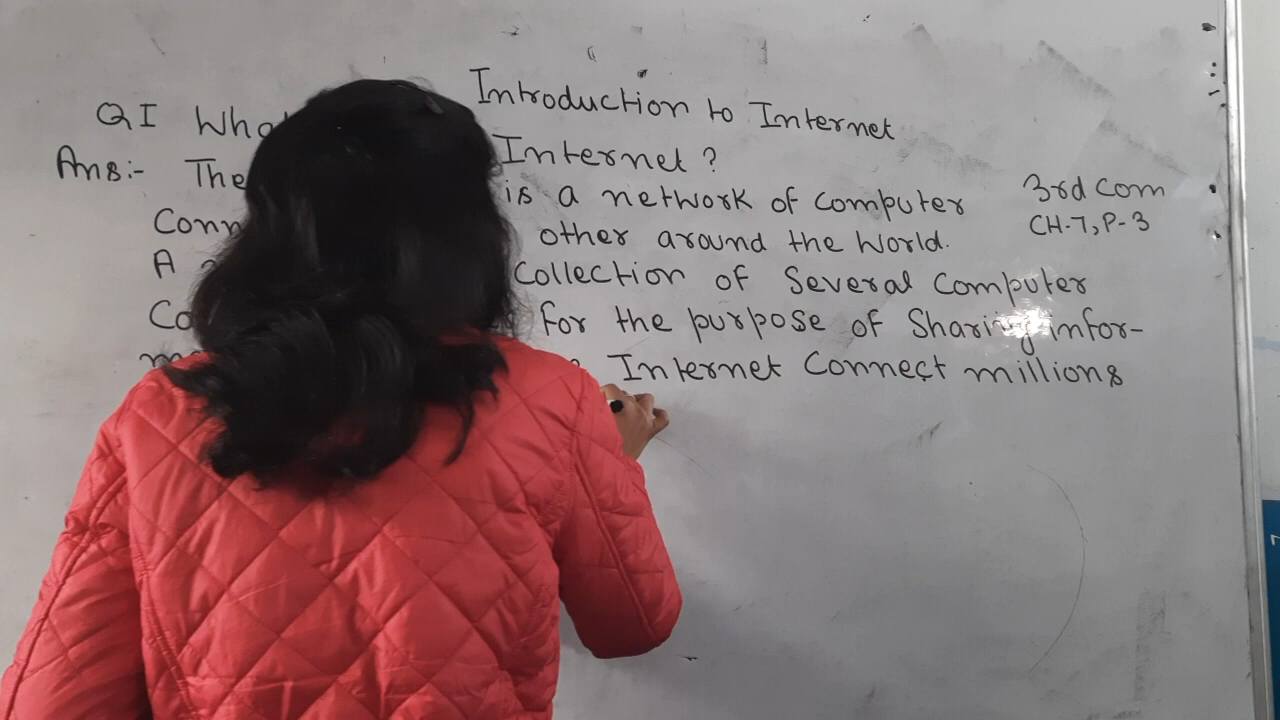 Introduction to Internet
QI What Internet?
Ans:- The is a network of computer
Conn other around the World.
A Collection of Several Computer
Co for the purpose of Sharing infor-
m Internet Connect millions
3rd Com
CH-7, P-3